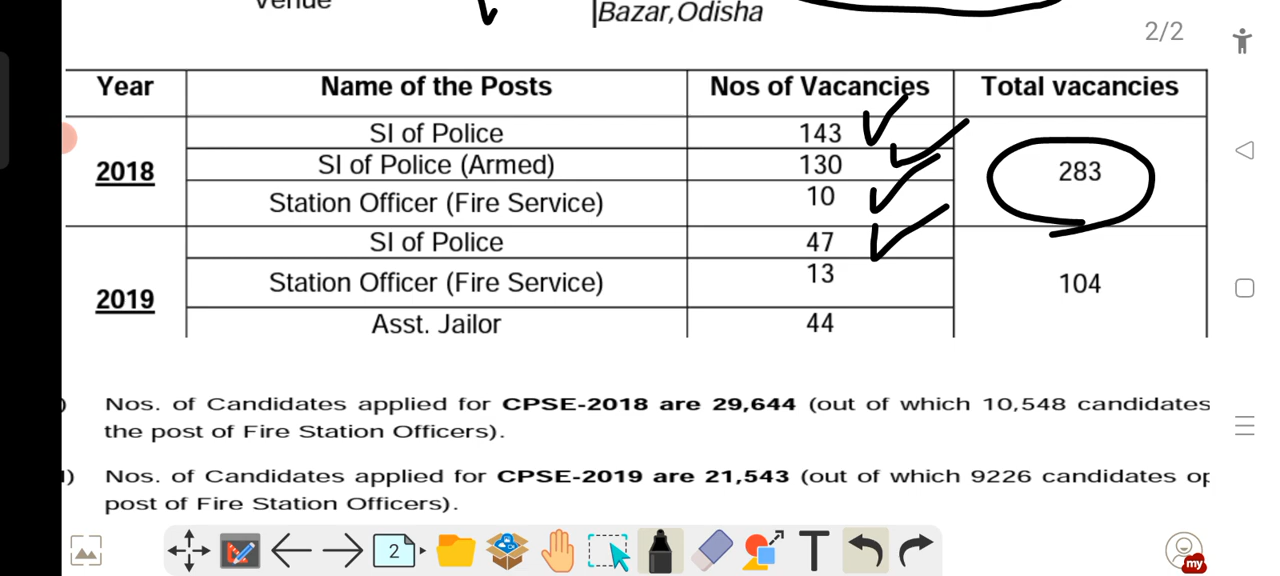 Venue
Bazar, Odisha
2/2
Year Name of the Posts Nos of Vacancies Total vacancies
2018 SI of Police 143 283
SI of Police (Armed) 130
Station Officer (Fire Service) 10
2019 SI of Police 47 104
Station Officer (Fire Service) 13
Asst. Jailor 44
) Nos. of Candidates applied for CPSE-2018 are 29,644 (out of which 10,548 candidates
the post of Fire Station Officers).
) Nos. of Candidates applied for CPSE-2019 are 21,543 (out of which 9226 candidates op
post of Fire Station Officers).
2
T
my